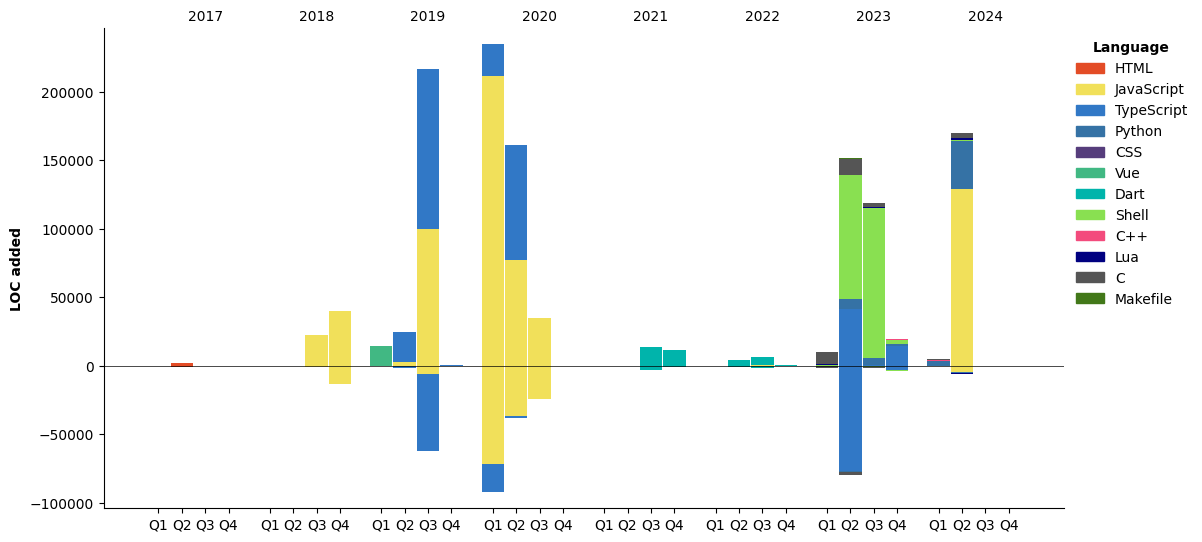 2017 2018 2019 2020 2021 2022 2023 2024
Language
HTML
JavaScript
TypeScript
Python
CSS
Vue
Dart
Shell
C++
Lua
C
Makefile
LOC added
200000
150000
100000
50000
0
−50000
−100000
Q1 Q2 Q3 Q4 Q1 Q2 Q3 Q4 Q1 Q2 Q3 Q4 Q1 Q2 Q3 Q4 Q1 Q2 Q3 Q4 Q1 Q2 Q3 Q4 Q1 Q2 Q3 Q4 Q1 Q2 Q3 Q4